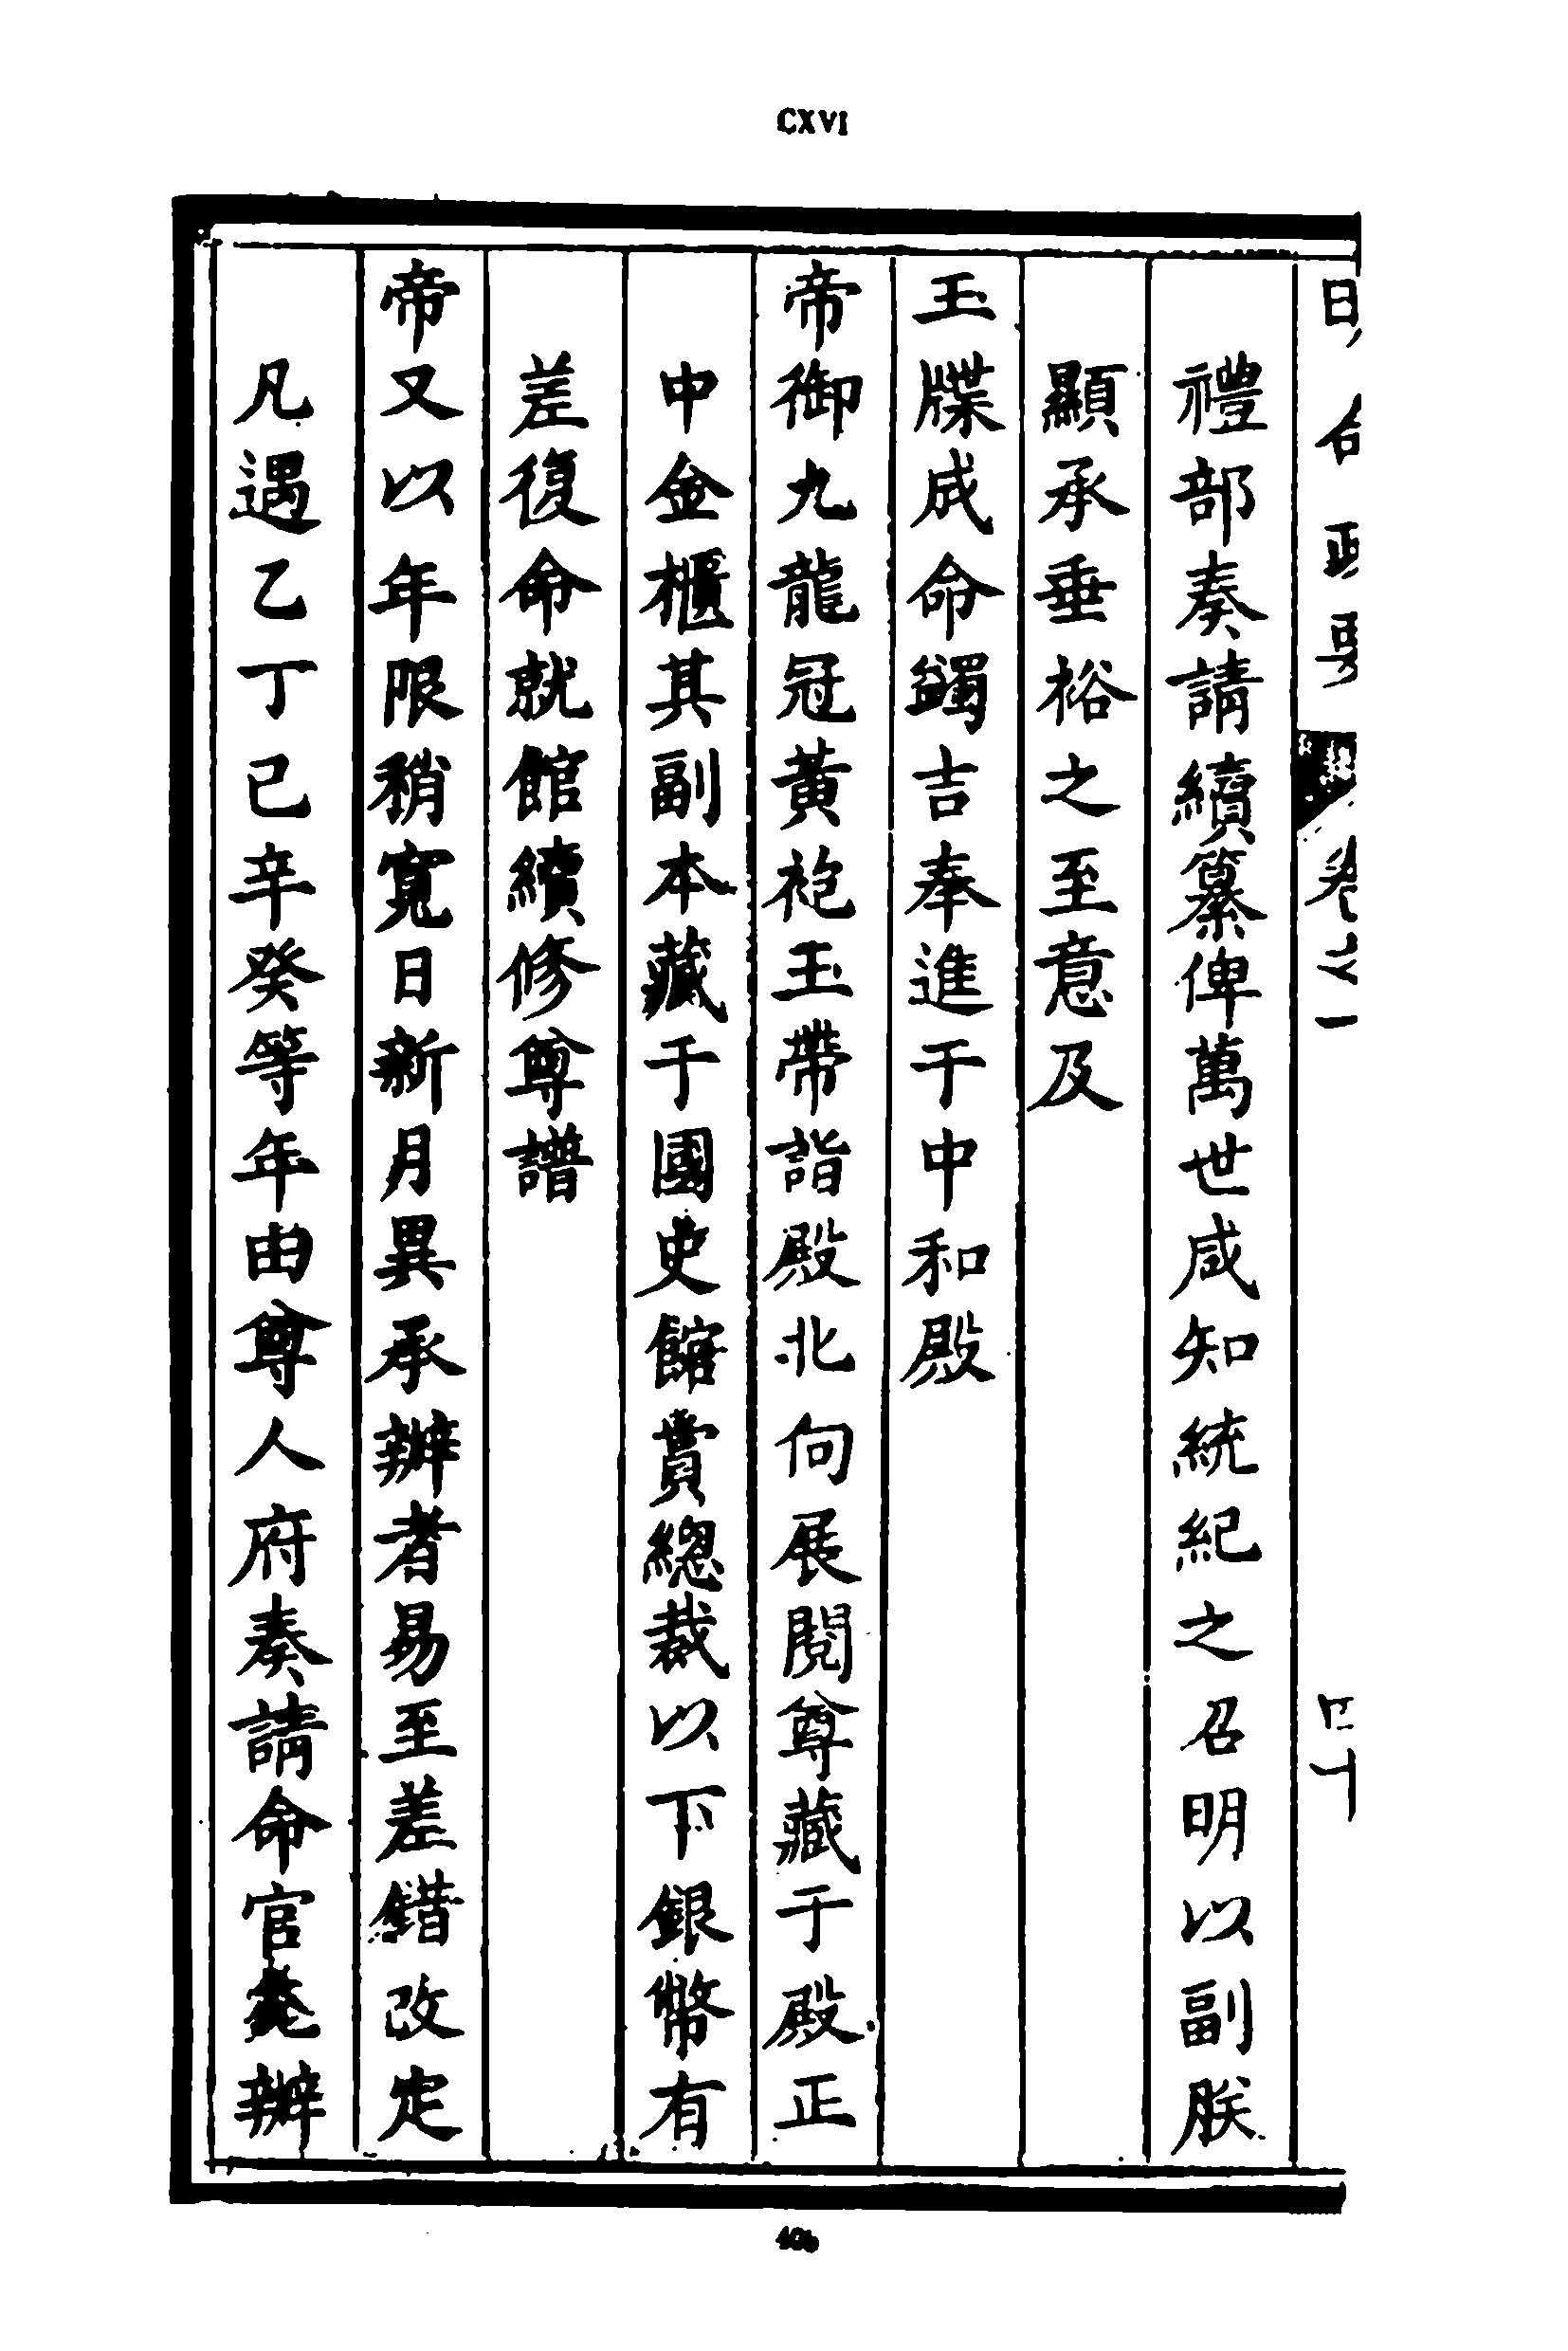 CXVI
明命政要 卷之一 四十
禮部奏請續纂俾萬世咸知統紀之召明以副朕
顯承垂裕之至意及
玉牒成命蠲吉奉進于中和殿
帝御九龍冠黃袍玉帶詣殿北向展閱尊藏于殿正
中金櫃其副本藏于國史館賞總裁以下銀幣有
差復命就館續修尊譜
帝又以年限稍寬日新月異承辦者易至差錯改定
凡遇乙丁己辛癸等年由尊人府奏請命官冘辦
40b